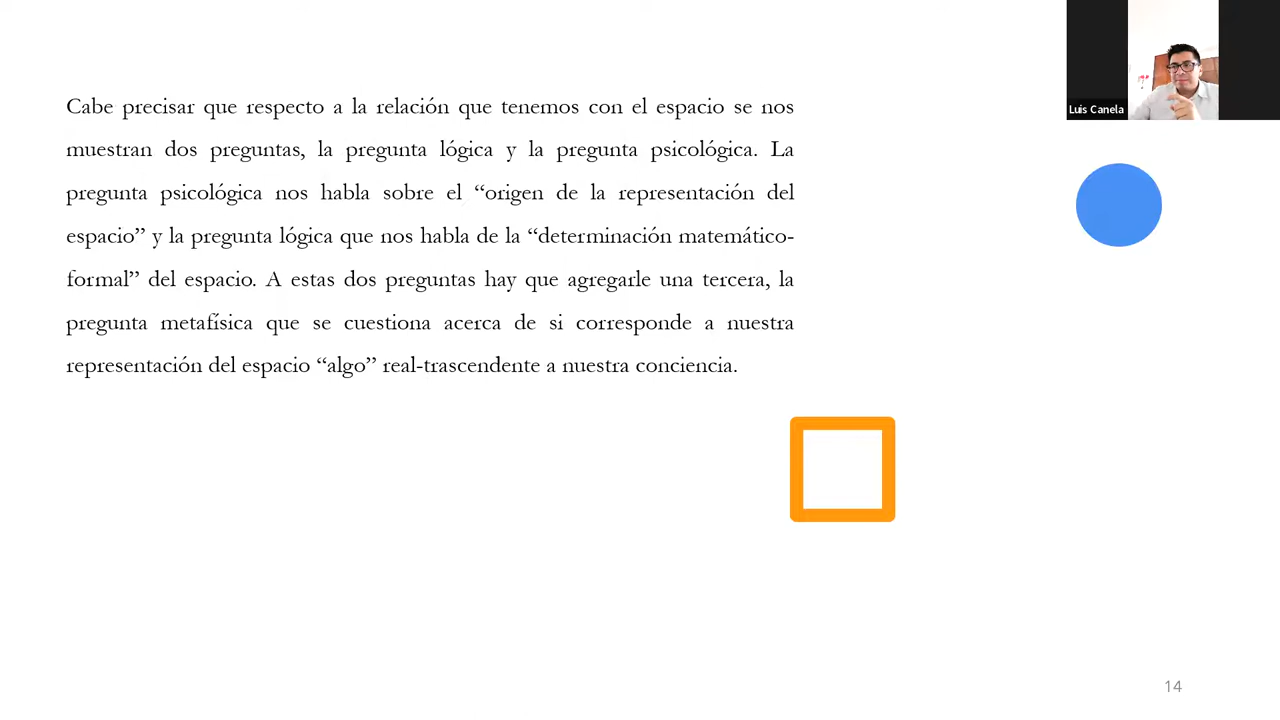 Cabe precisar que respecto a la relación que tenemos con el espacio se nos
muestran dos preguntas, la pregunta lógica y la pregunta psicológica. La
pregunta psicológica nos habla sobre el “origen de la representación del
espacio” y la pregunta lógica que nos habla de la “determinación matemático-
formal” del espacio. A estas dos preguntas hay que agregarle una tercera, la
pregunta metafísica que se cuestiona acerca de si corresponde a nuestra
representación del espacio “algo” real-trascendente a nuestra conciencia.
Luis Canela
14